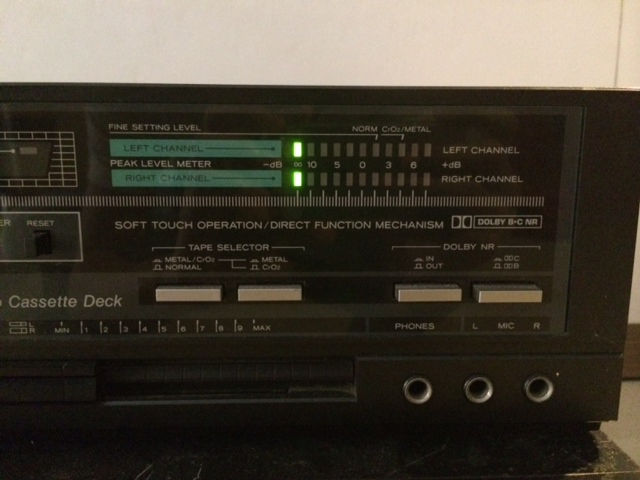 FINE SETTING LEVEL NORM CrO₂/METAL
LEFT CHANNEL LEFT CHANNEL
PEAK LEVEL METER −dB ∞ 10 5 0 3 6 +dB
RIGHT CHANNEL RIGHT CHANNEL
RESET
SOFT TOUCH OPERATION/DIRECT FUNCTION MECHANISM DOLBY B·C NR
TAPE SELECTOR DOLBY NR
METAL/CrO₂ METAL IN C
NORMAL CrO₂ OUT B
Cassette Deck
L
R MIN 1 2 3 4 5 6 7 8 9 MAX PHONES L MIC R